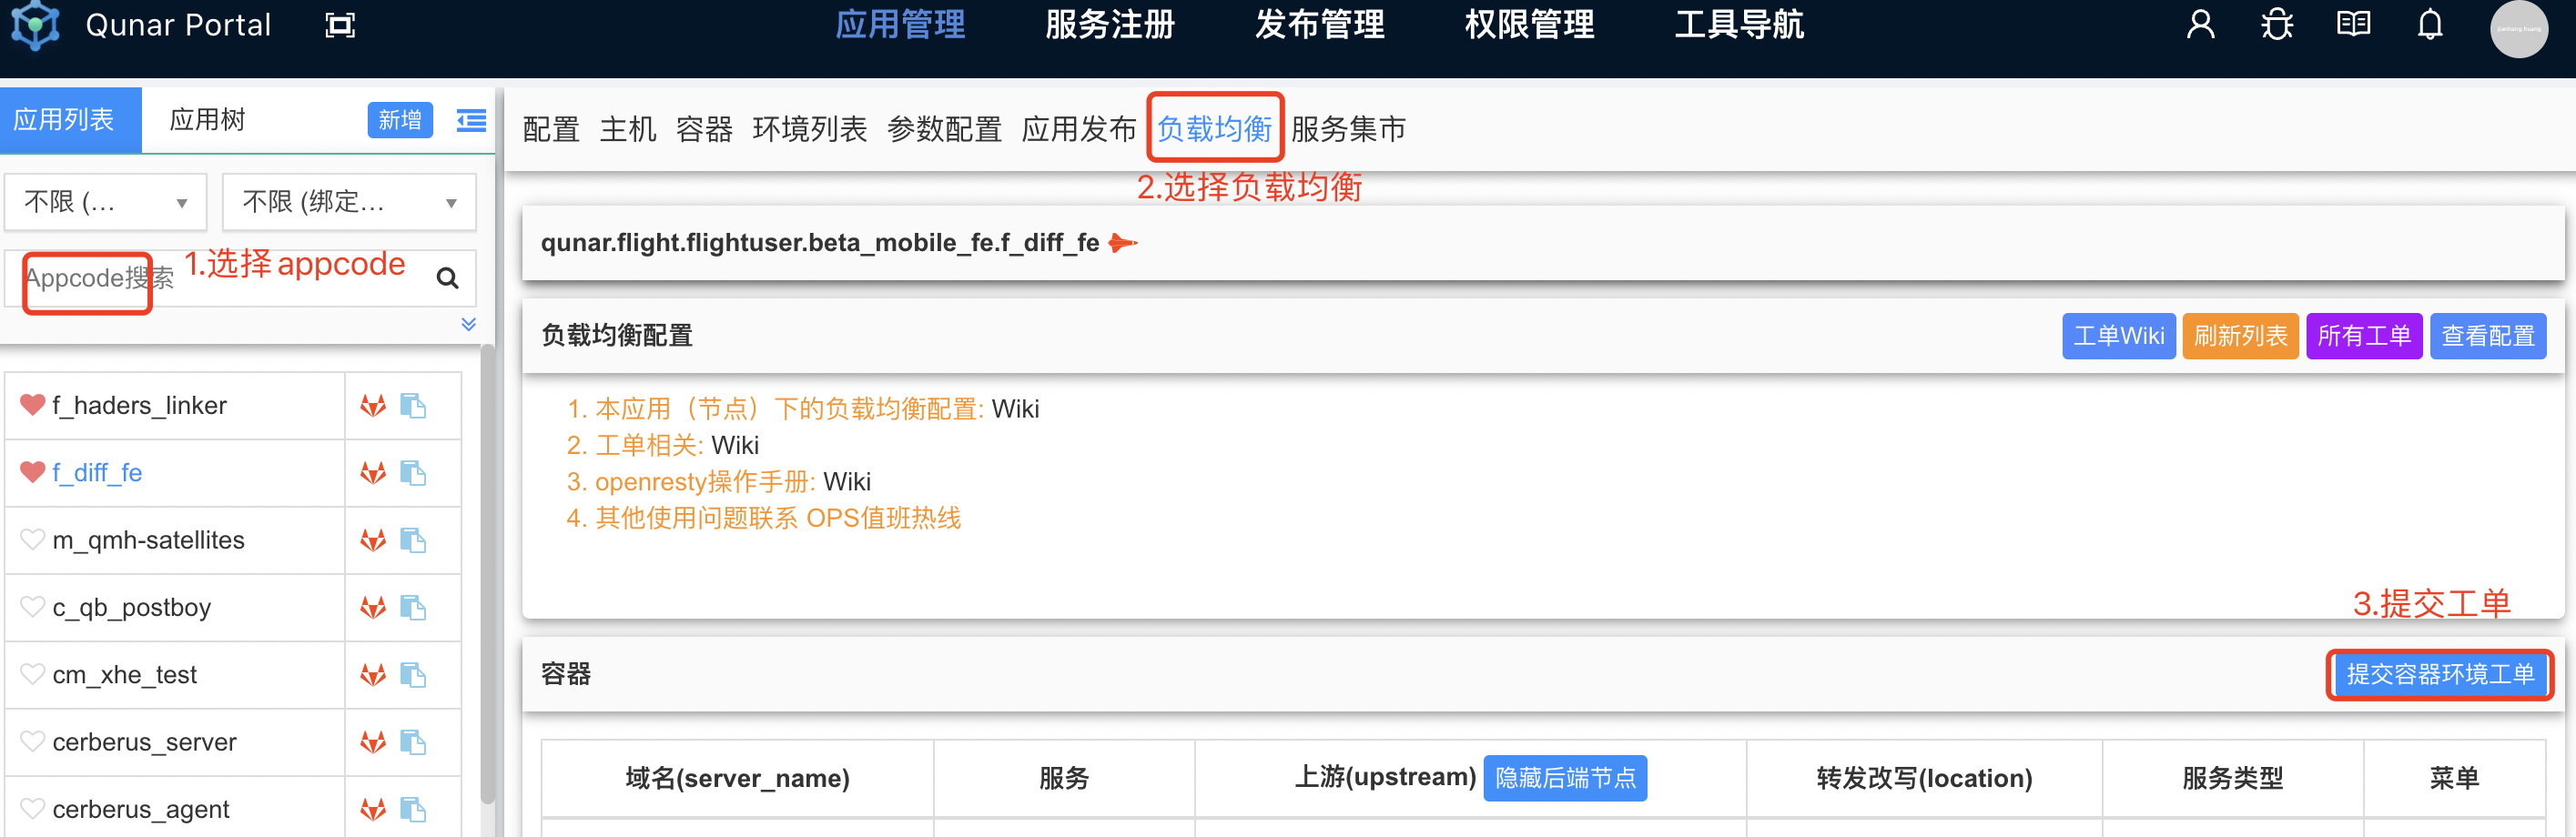 Qunar Portal
应用管理 服务注册 发布管理 权限管理 工具导航
应用列表 应用树 新增
不限 (... 不限 (绑定...
Appcode搜索
1.选择 appcode
f_haders_linker
f_diff_fe
m_qmh-satellites
c_qb_postboy
cm_xhe_test
cerberus_server
cerberus_agent
配置 主机 容器 环境列表 参数配置 应用发布 负载均衡 服务集市
2.选择负载均衡
qunar.flight.flightuser.beta_mobile_fe.f_diff_fe
负载均衡配置 工单Wiki 刷新列表 所有工单 查看配置
1. 本应用（节点）下的负载均衡配置: Wiki
2. 工单相关: Wiki
3. openresty操作手册: Wiki
4. 其他使用问题联系 OPS值班热线
3.提交工单
容器 提交容器环境工单
域名(server_name) 服务 上游(upstream) 隐藏后端节点 转发改写(location) 服务类型 菜单